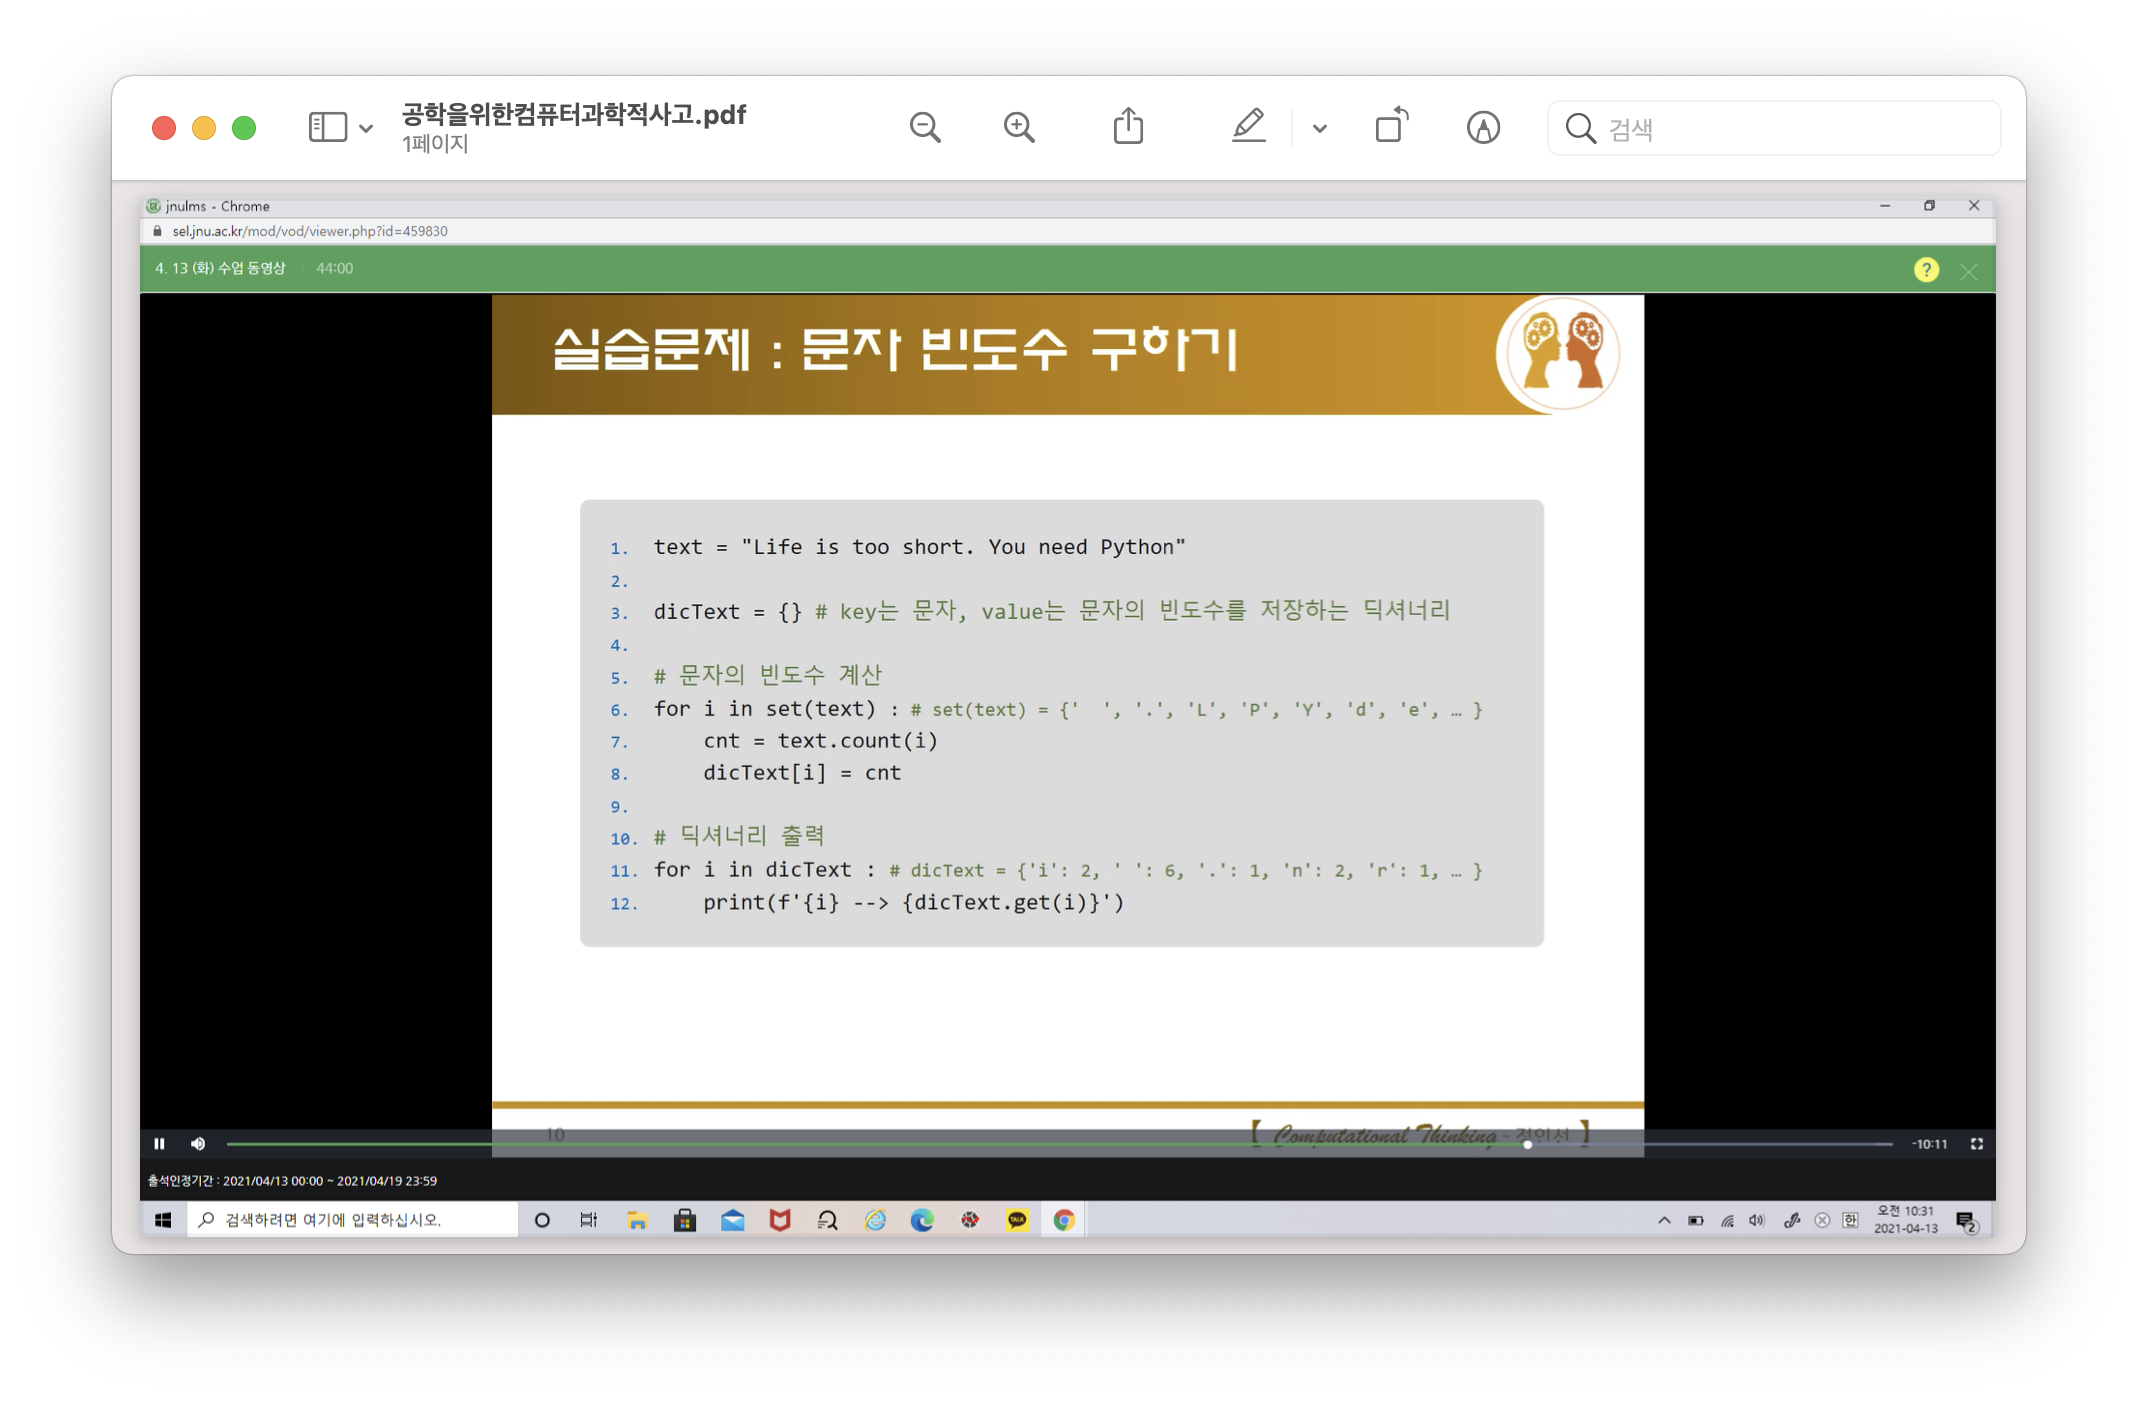 공학을위한컴퓨터과학적사고.pdf
1페이지
검색
jnulms - Chrome
sel.jnu.ac.kr/mod/vod/viewer.php?id=459830
4. 13 (화) 수업 동영상 44:00
?
실습문제 : 문자 빈도수 구하기
1. text = "Life is too short. You need Python"
2.
3. dicText = {} # key는 문자, value는 문자의 빈도수를 저장하는 딕셔너리
4.
5. # 문자의 빈도수 계산
6. for i in set(text) : # set(text) = {' ', '.', 'L', 'P', 'Y', 'd', 'e', … }
7. cnt = text.count(i)
8. dicText[i] = cnt
9.
10. # 딕셔너리 출력
11. for i in dicText : # dicText = {'i': 2, ' ': 6, '.': 1, 'n': 2, 'r': 1, … }
12. print(f'{i} --> {dicText.get(i)}')
10
【 Computational Thinking - 정인서 】
-10:11
출석인정기간 : 2021/04/13 00:00 ~ 2021/04/19 23:59
검색하려면 여기에 입력하십시오.
TALK
한
오전 10:31
2021-04-13
2